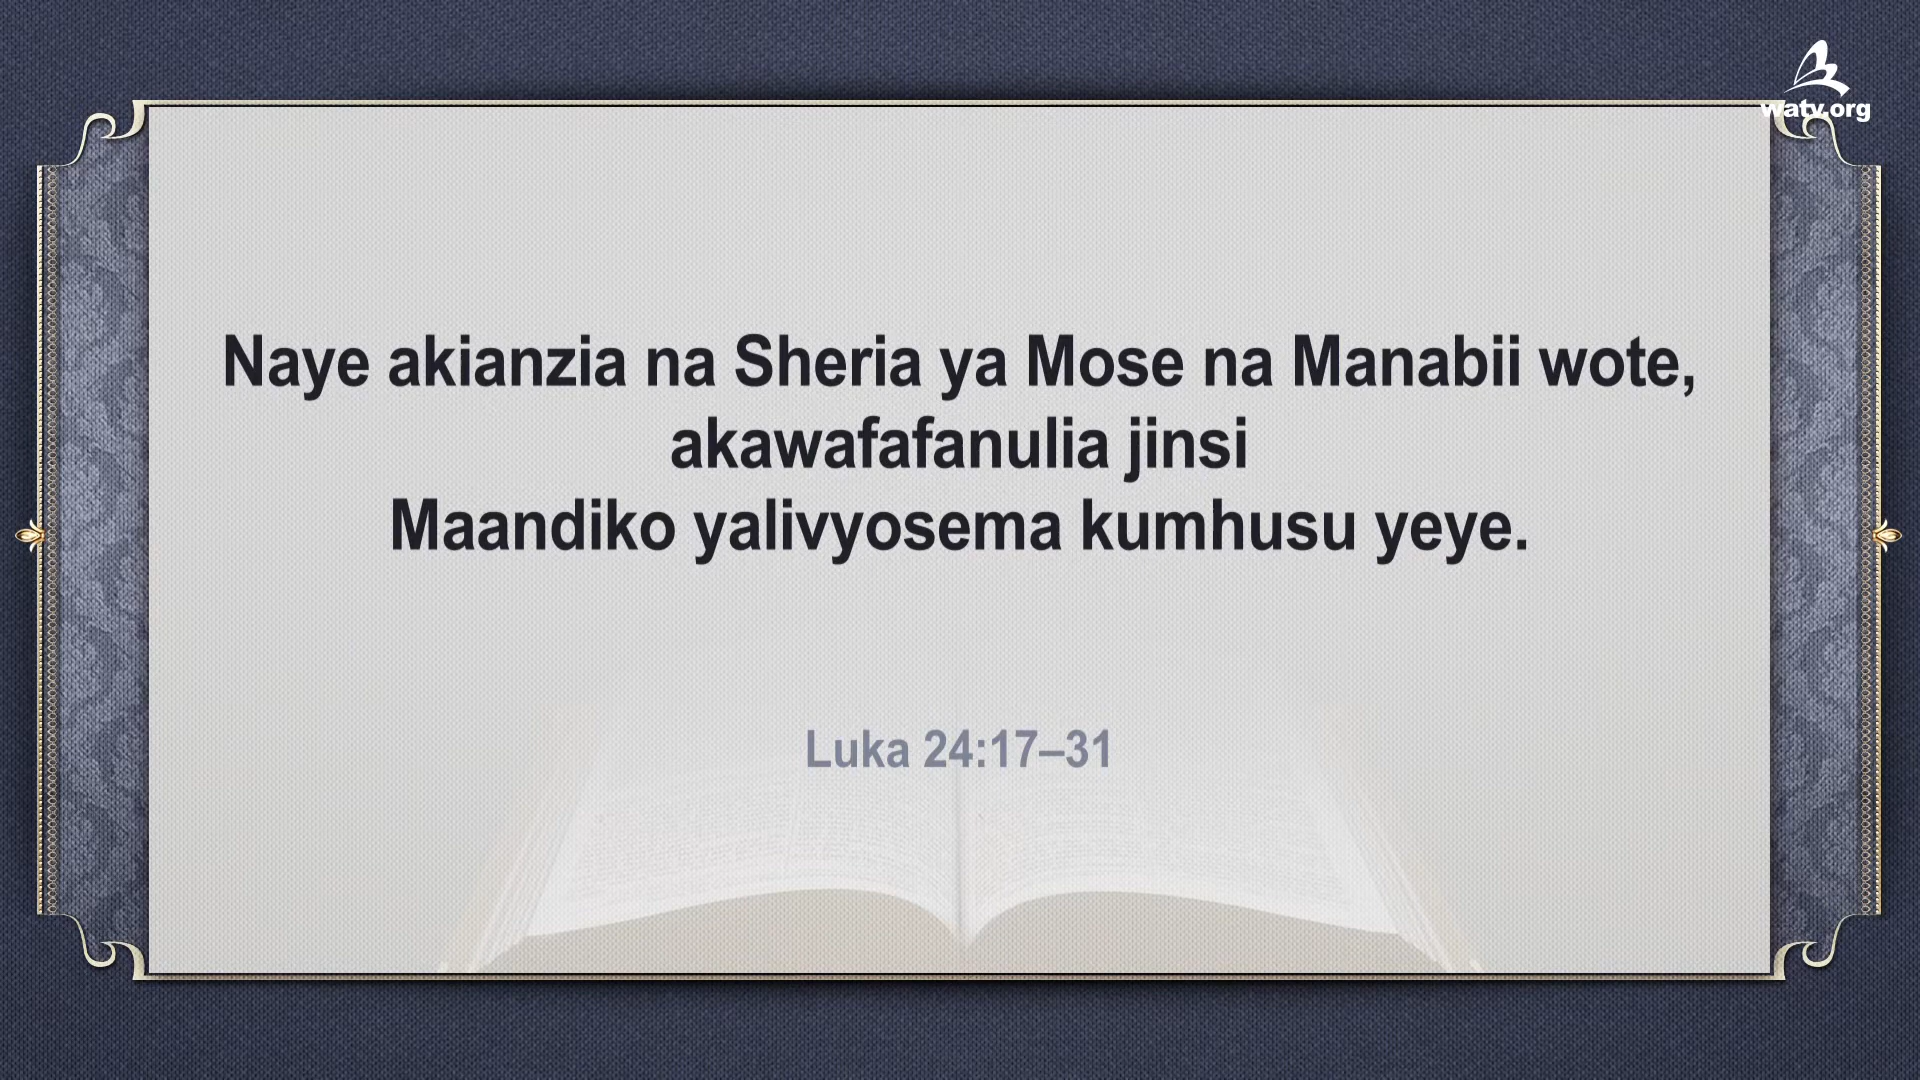 watv.org
Naye akianzia na Sheria ya Mose na Manabii wote,
akawafafanulia jinsi
Maandiko yalivyosema kumhusu yeye.
Luka 24:17–31